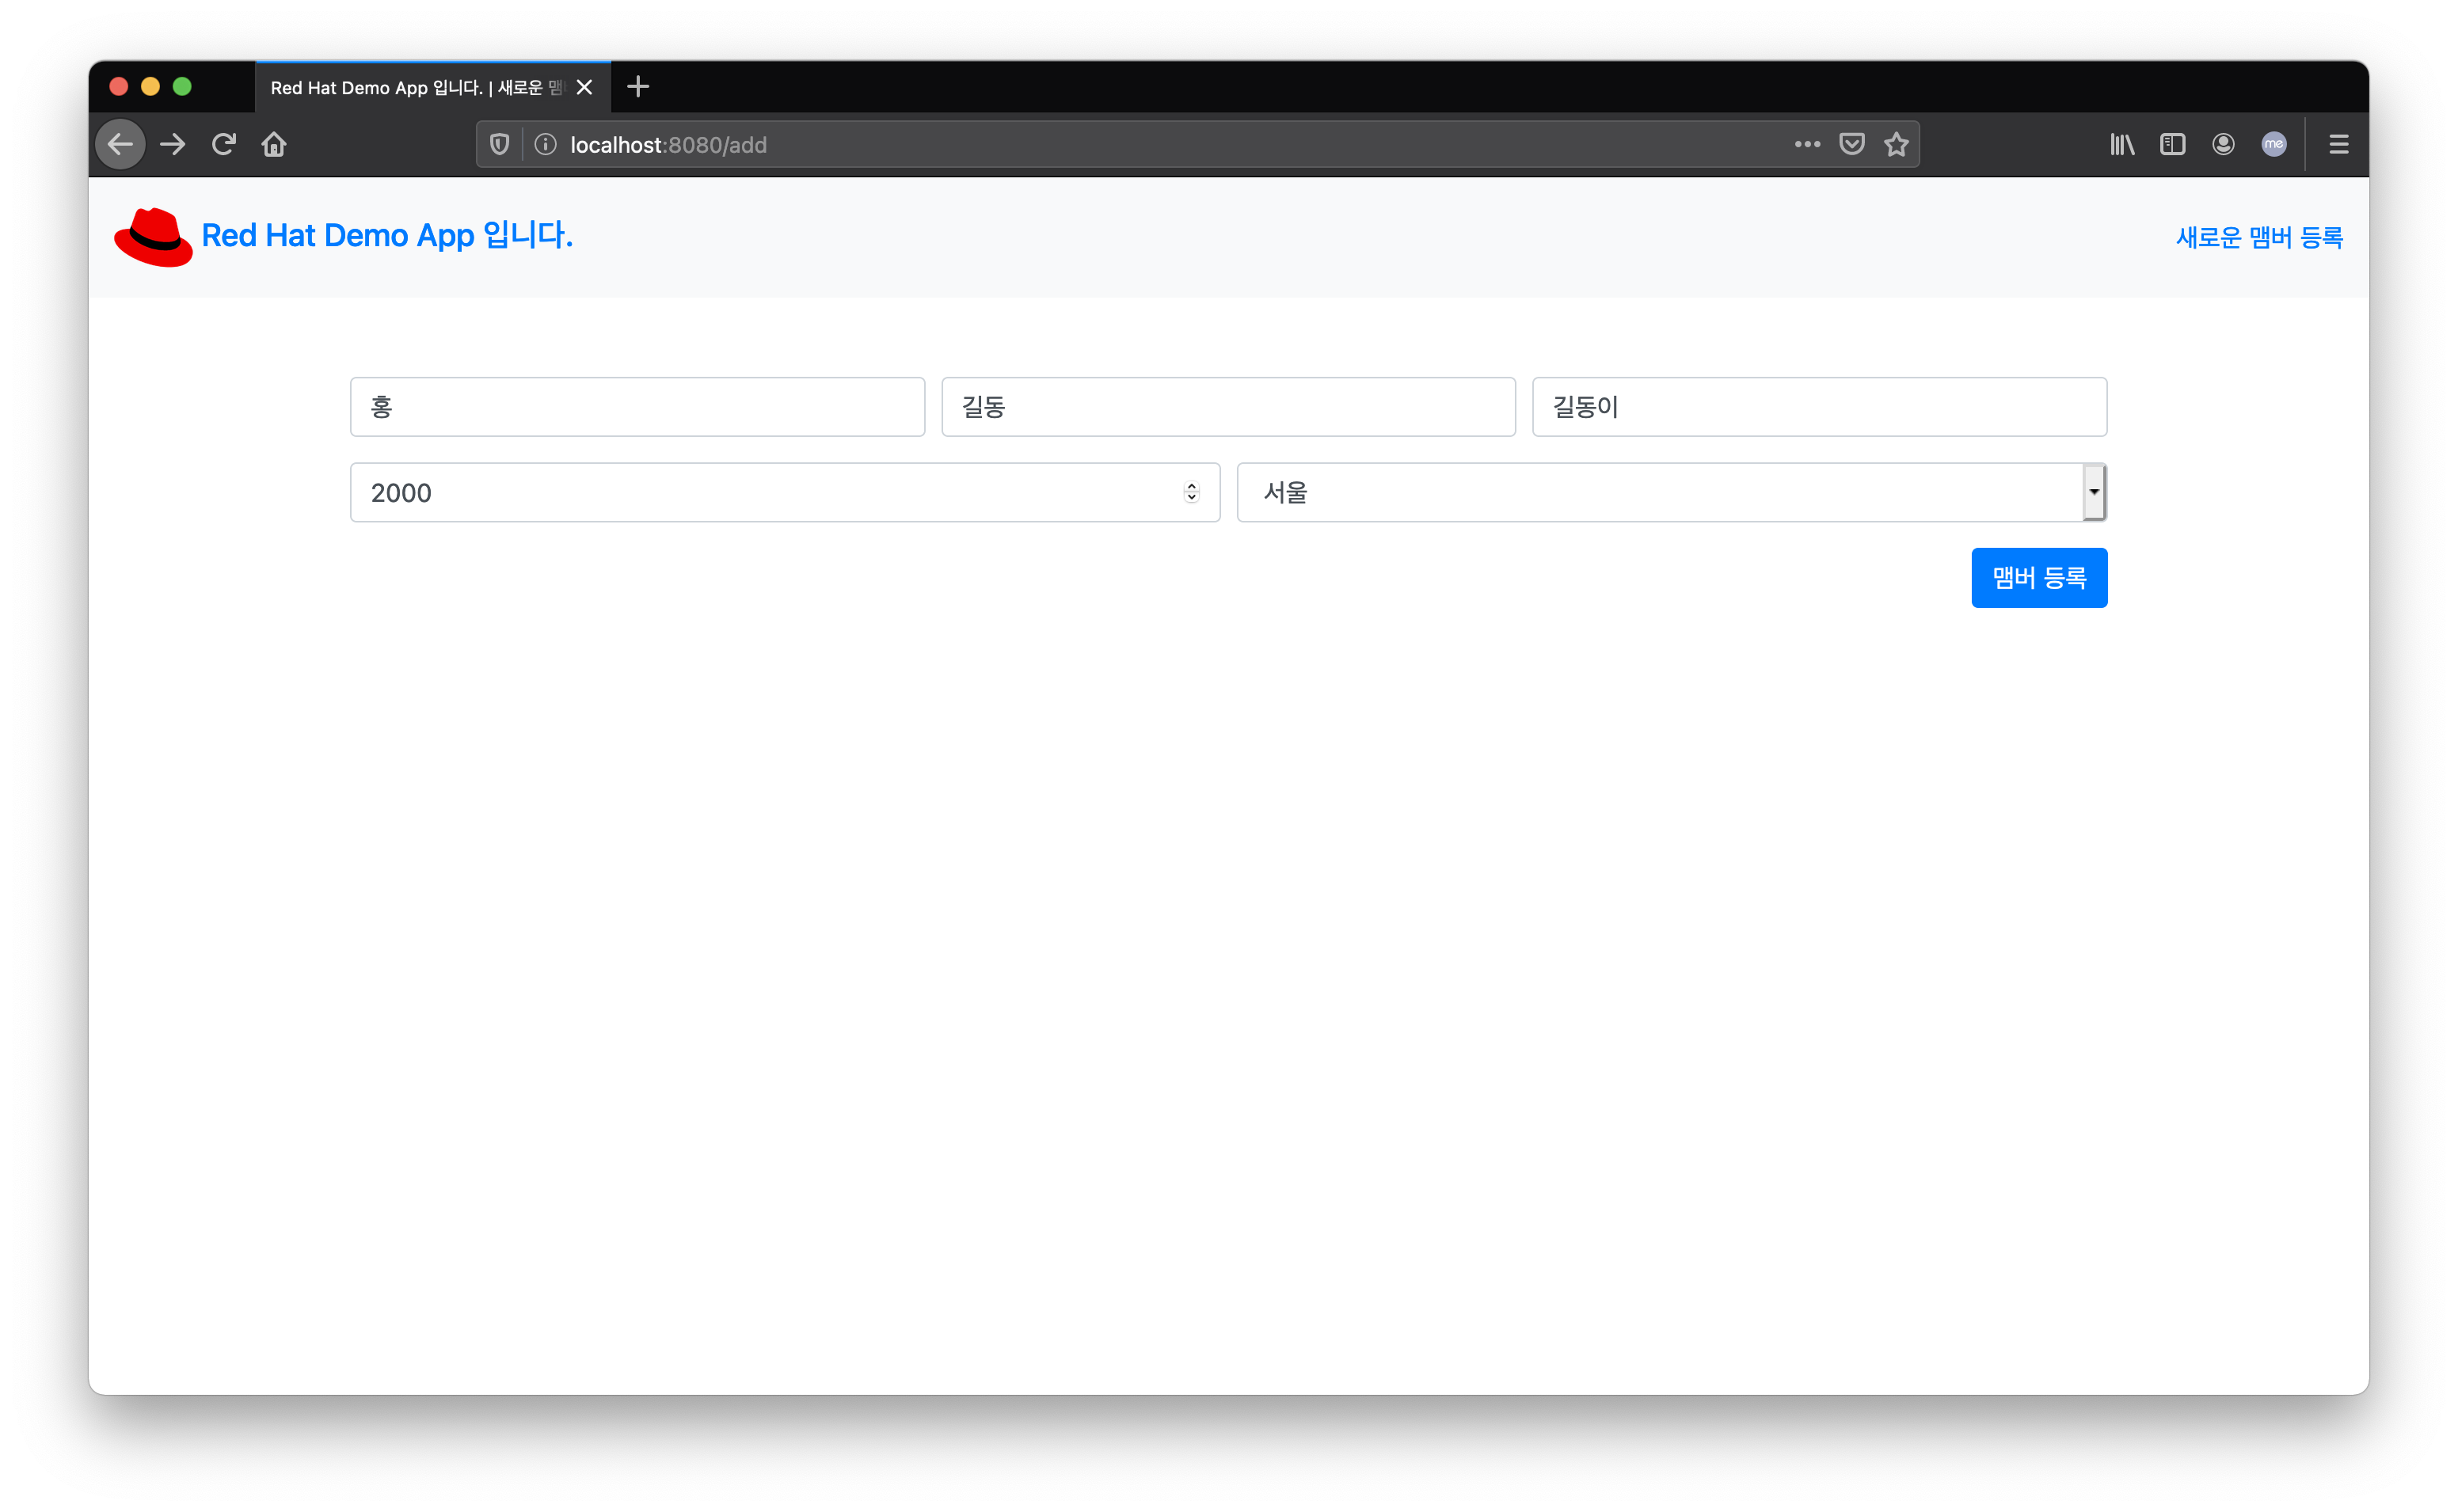 Red Hat Demo App 입니다. | 새로운 맴
localhost:8080/add
me
Red Hat Demo App 입니다.
새로운 맴버 등록
홍 길동 길동이
2000 서울
맴버 등록